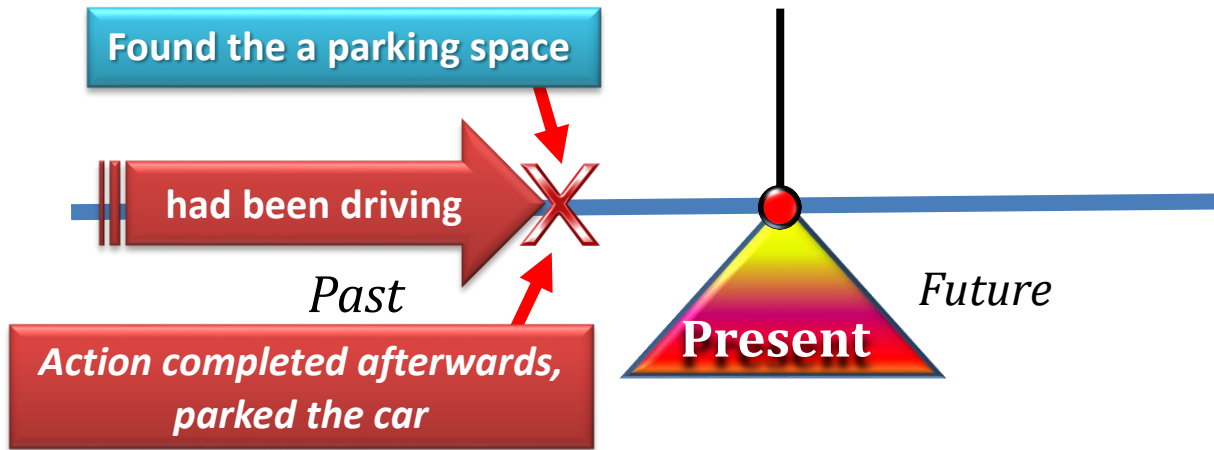 Found the a parking space
had been driving
Past
Future
Present
Action completed afterwards,
parked the car